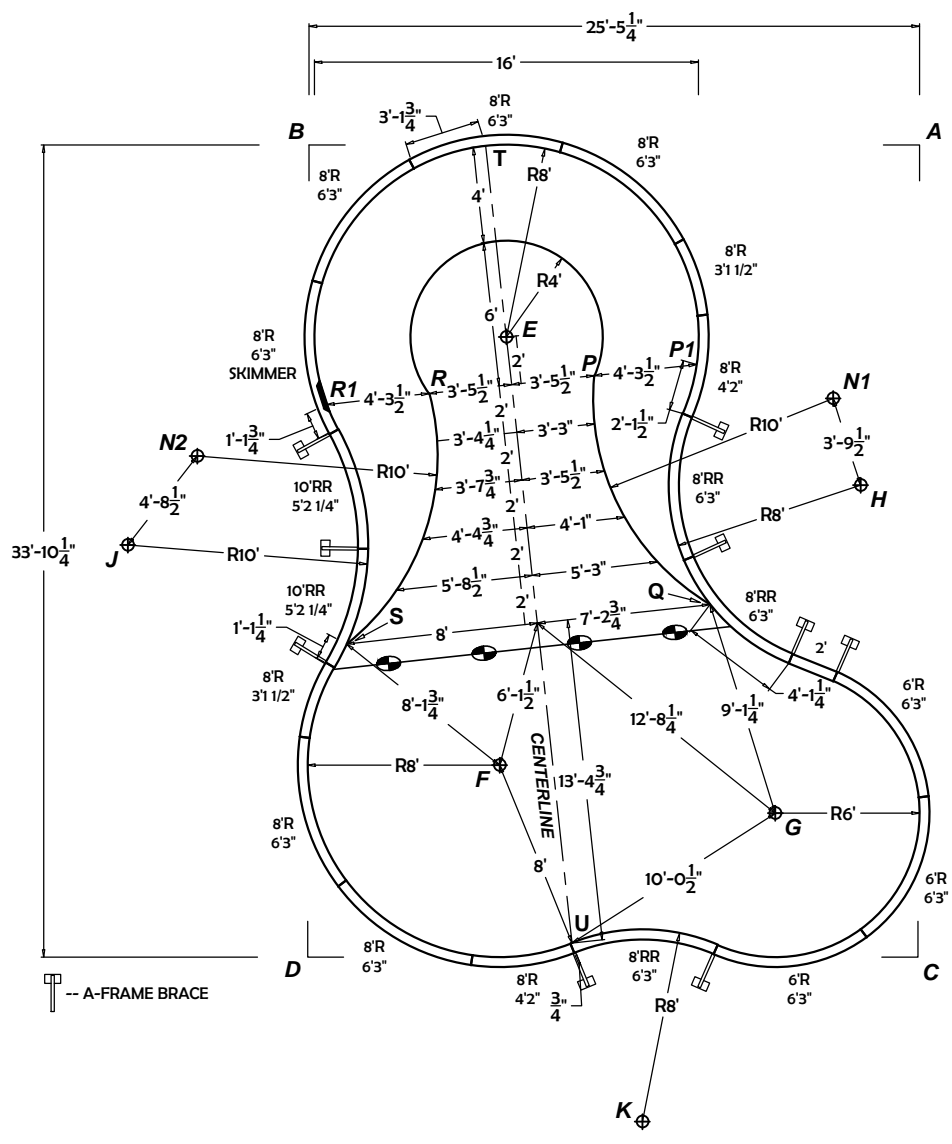 25'-5 1/4"
16'
B
A
3'-1 3/4"
8'R
6'3"
T
8'R
6'3"
8'R
6'3"
R8'
4'
8'R
3'1 1/2"
R4'
6'
E
8'R
6'3"
SKIMMER
2'
P
P1
R1
R
4'-3 1/2"
3'-5 1/2"
3'-5 1/2"
4'-3 1/2"
8'R
4'2"
N1
2'
2'-1 1/2"
R10'
3'-9 1/2"
1'-1 3/4"
3'-4 1/4"
3'-3"
N2
R10'
2'
4'-8 1/2"
10'RR
5'2 1/4"
3'-7 3/4"
3'-5 1/2"
8'RR
6'3"
H
R8'
2'
4'-4 3/4"
4'-1"
33'-10 1/4"
J
R10'
2'
5'-8 1/2"
5'-3"
10'RR
5'2 1/4"
Q
8'RR
6'3"
2'
S
1'-1 1/4"
8'
7'-2 3/4"
2'
8'R
3'1 1/2"
8'-1 3/4"
6'-1 1/2"
12'-8 1/4"
9'-1 1/4"
4'-1 1/4"
6'R
6'3"
R8'
F
CENTERLINE
13'-4 3/4"
G
R6'
8'R
6'3"
8'
10'-0 1/2"
6'R
6'3"
U
8'R
6'3"
D
8'R
4'2"
3/4"
8'RR
6'3"
6'R
6'3"
C
-- A-FRAME BRACE
R8'
K